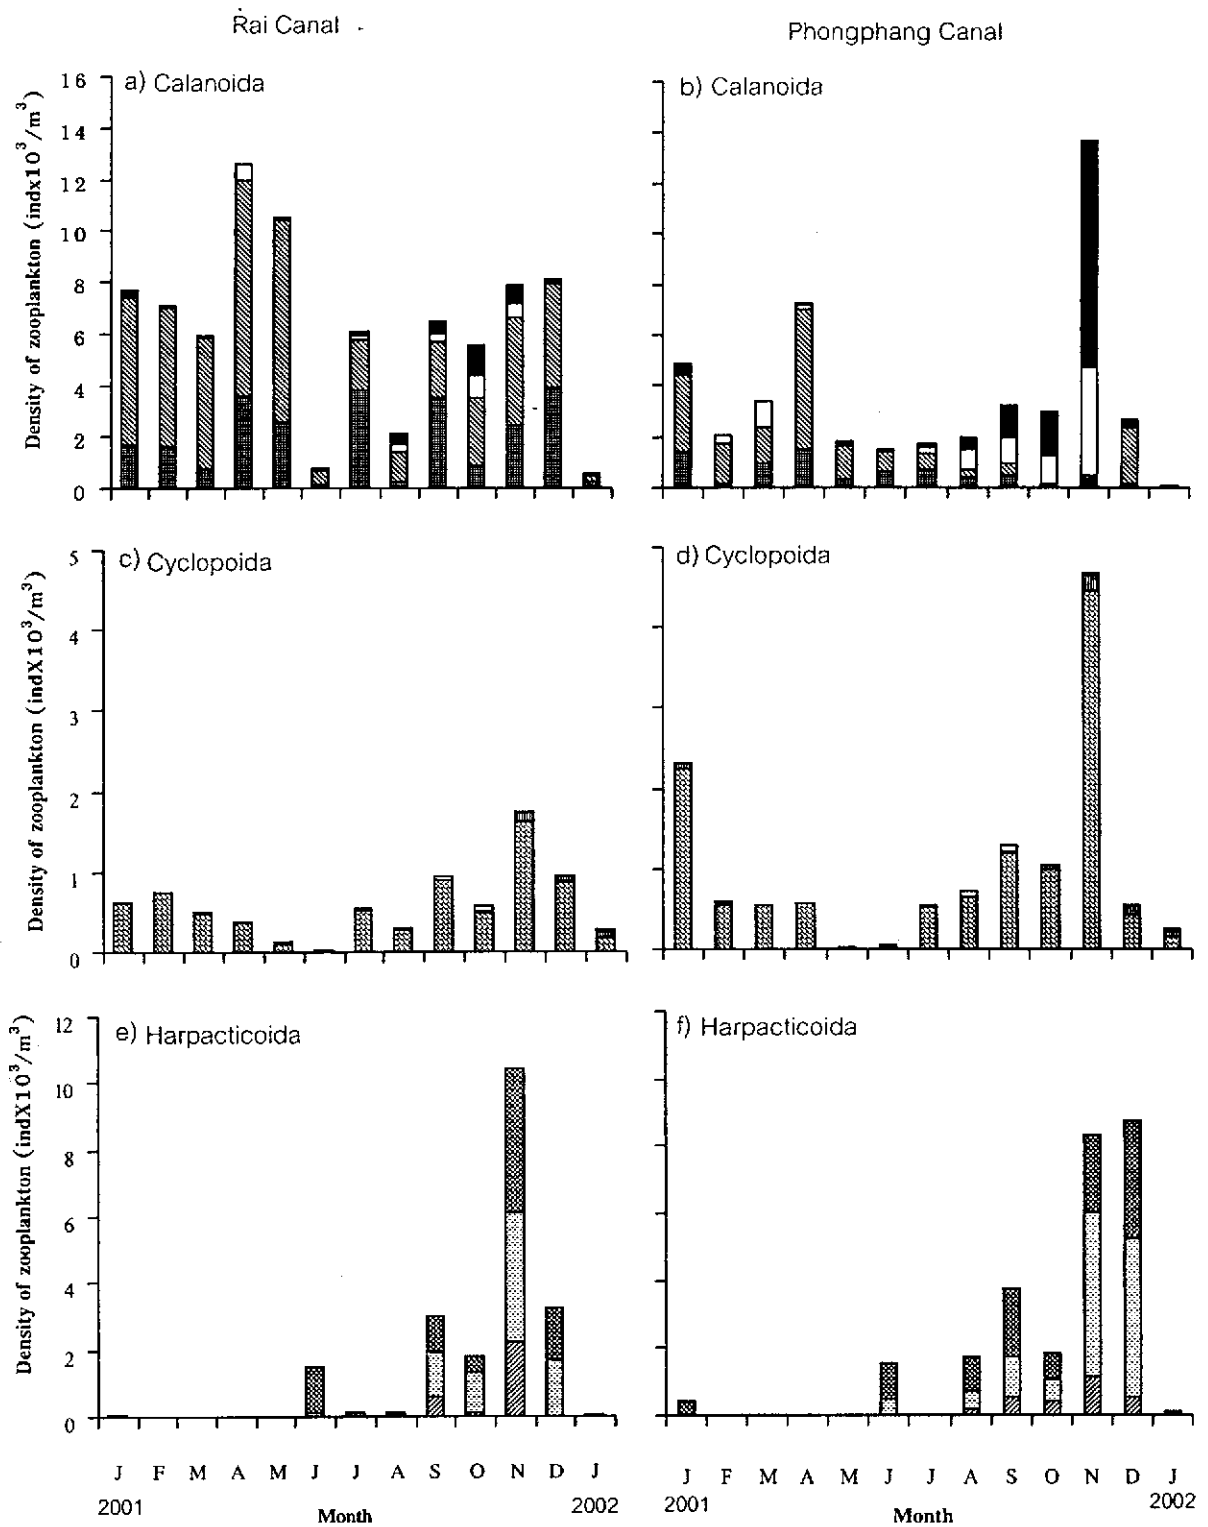 Rai Canal
Phongphang Canal
a) Calanoida
b) Calanoida
Density of zooplankton (indx10³/m³)
16
14
12
10
8
6
4
2
0
c) Cyclopoida
d) Cyclopoida
Density of zooplankton (indX10³/m³)
5
4
3
2
1
0
e) Harpacticoida
f) Harpacticoida
Density of zooplankton (indX10³/m³)
12
10
8
6
4
2
0
J F M A M J J A S O N D J
J F M A M J J A S O N D J
2001 Month 2002
2001 Month 2002